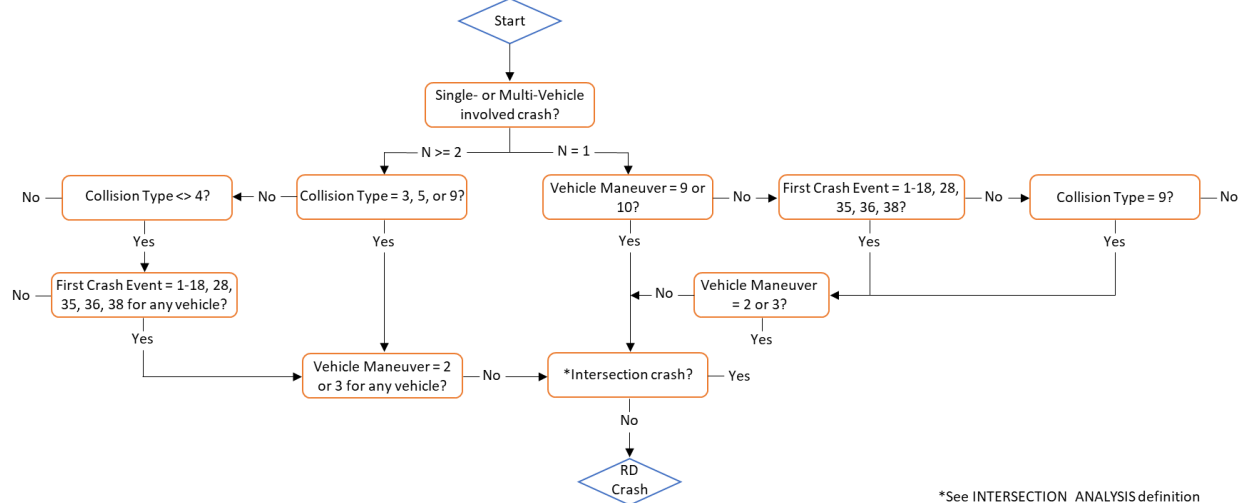 Start
Single- or Multi-Vehicle
involved crash?
N >= 2
N = 1
No
Collision Type <> 4?
No
Collision Type = 3, 5, or 9?
Vehicle Maneuver = 9 or
10?
No
First Crash Event = 1-18, 28,
35, 36, 38?
No
Collision Type = 9?
No
Yes
Yes
Yes
Yes
Yes
No
First Crash Event = 1-18, 28,
35, 36, 38 for any vehicle?
No
Vehicle Maneuver
= 2 or 3?
Yes
Yes
Vehicle Maneuver = 2
or 3 for any vehicle?
No
*Intersection crash?
Yes
No
RD
Crash
*See INTERSECTION_ANALYSIS definition